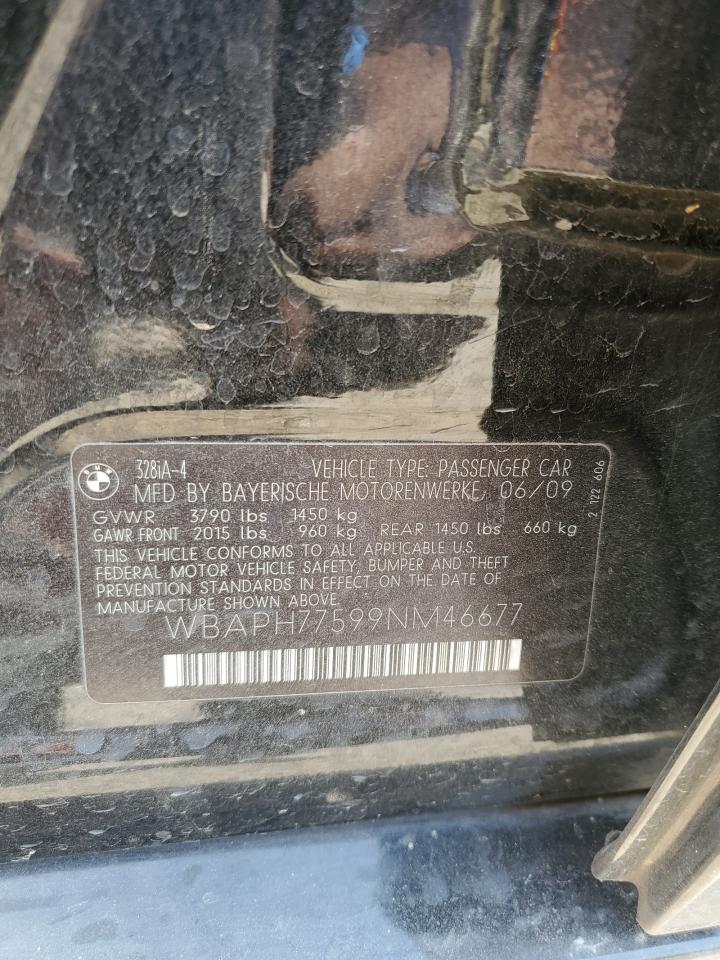 328iA-4 VEHICLE TYPE: PASSENGER CAR
MFD BY BAYERISCHE MOTORENWERKE, 06/09
GVWR 3790 lbs 1450 kg
GAWR FRONT 2015 lbs 960 kg REAR 1450 lbs 660 kg
THIS VEHICLE CONFORMS TO ALL APPLICABLE U.S.
FEDERAL MOTOR VEHICLE SAFETY, BUMPER AND THEFT
PREVENTION STANDARDS IN EFFECT ON THE DATE OF
MANUFACTURE SHOWN ABOVE.
WBAPH77599NM46677
2 122 606
BMW